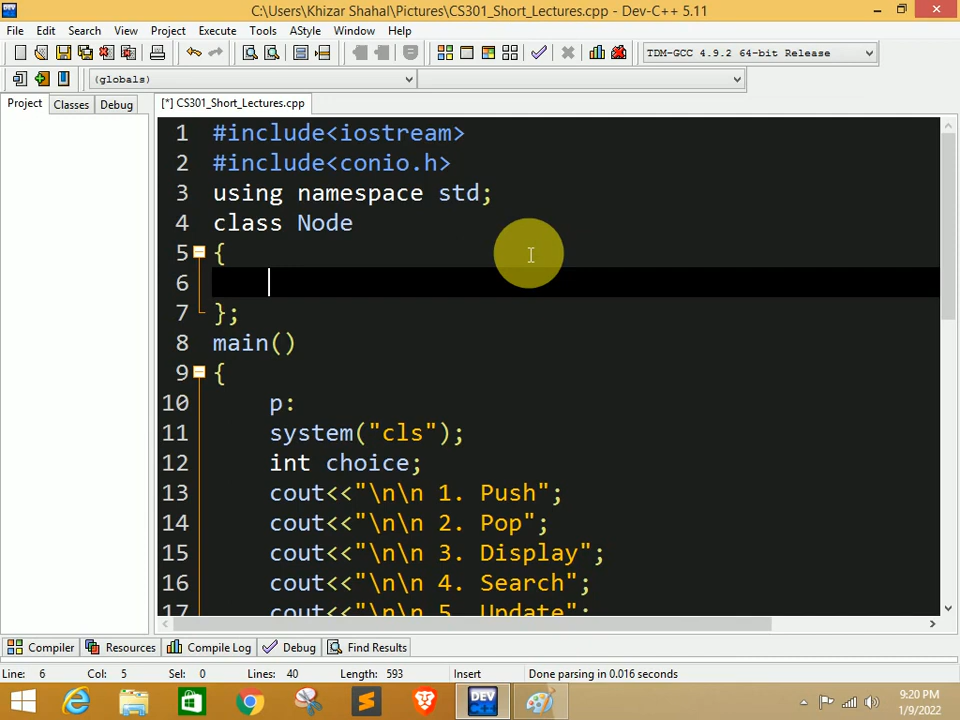 C:\Users\Khizar Shahal\Pictures\CS301_Short_Lectures.cpp - Dev-C++ 5.11
File Edit Search View Project Execute Tools AStyle Window Help
TDM-GCC 4.9.2 64-bit Release
(globals)
Project Classes Debug [*] CS301_Short_Lectures.cpp
1 #include<iostream>
2 #include<conio.h>
3 using namespace std;
4 class Node
5 {
6
7 };
8 main()
9 {
10 p:
11 system("cls");
12 int choice;
13 cout<<"\n\n 1. Push";
14 cout<<"\n\n 2. Pop";
15 cout<<"\n\n 3. Display";
16 cout<<"\n\n 4. Search";
17 cout<<"\n\n 5. Update";
Compiler Resources Compile Log Debug Find Results
Line: 6 Col: 5 Sel: 0 Lines: 40 Length: 593 Insert Done parsing in 0.016 seconds
DEV C++
9:20 PM
1/9/2022